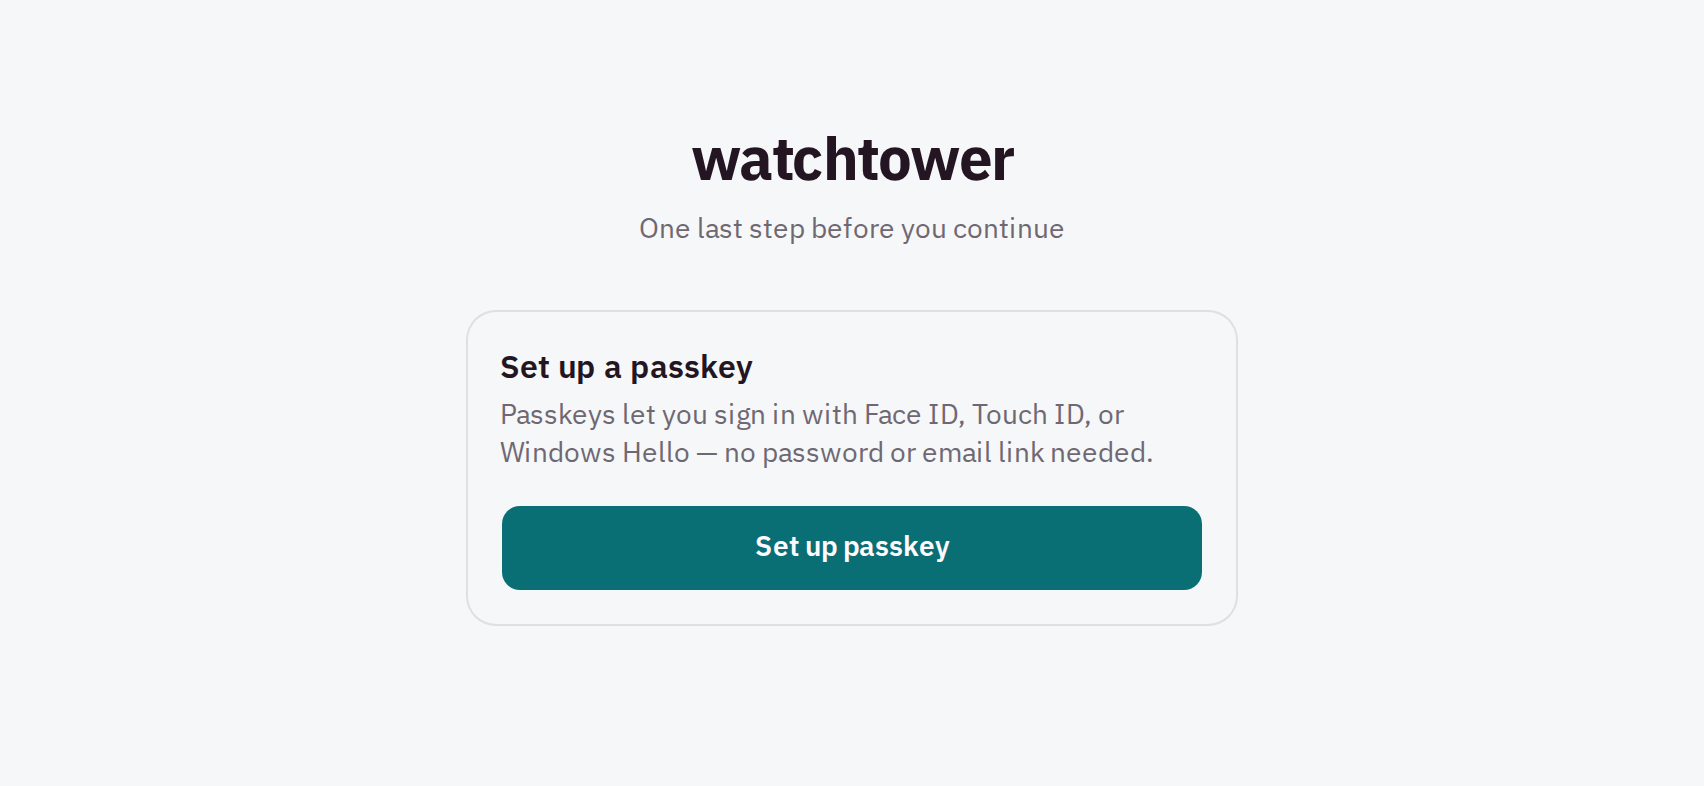 watchtower
One last step before you continue
Set up a passkey
Passkeys let you sign in with Face ID, Touch ID, or
Windows Hello — no password or email link needed.
Set up passkey